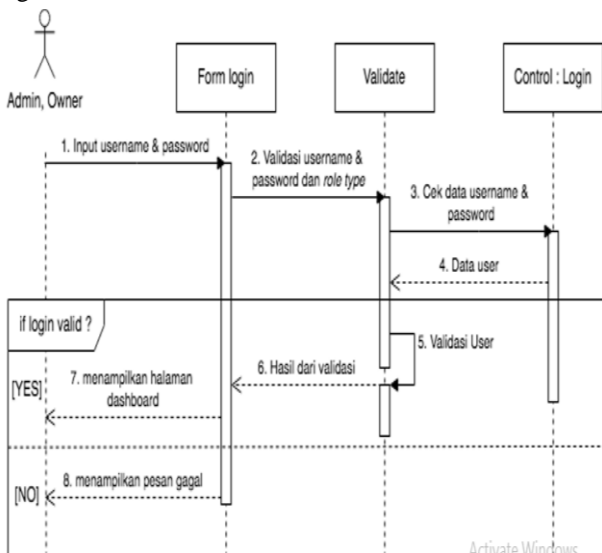 Form login
Validate
Control : Login
Admin, Owner
1. Input username & password
2. Validasi username &
password dan role type
3. Cek data username &
password
4. Data user
if login valid ?
5. Validasi User
6. Hasil dari validasi
[YES]
7. menampilkan halaman
dashboard
[NO]
8. menampilkan pesan gagal
Activate Windows